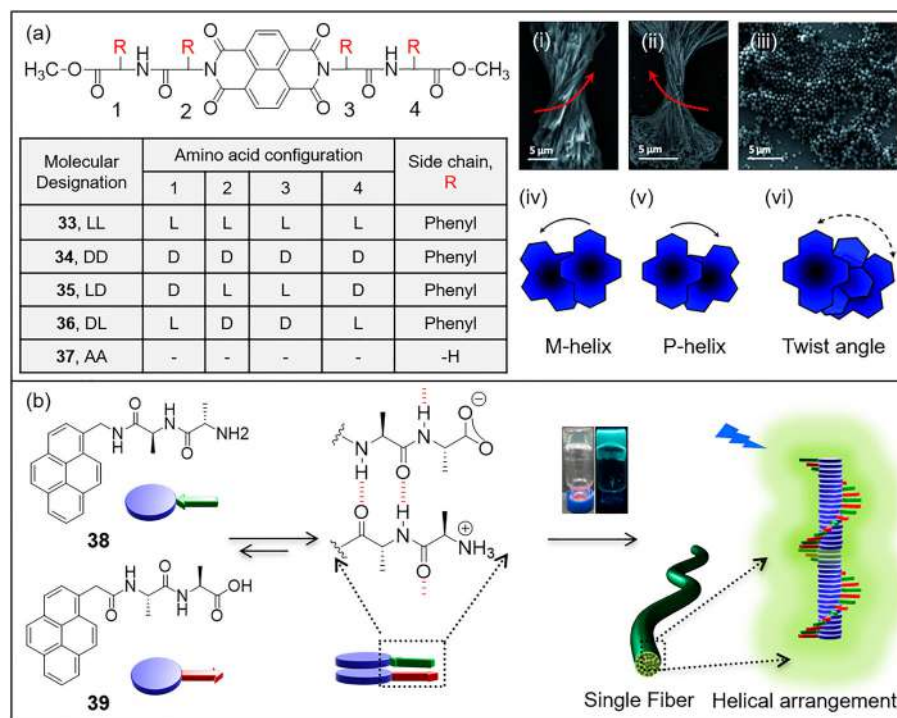 (a)
R R R R
H₃C-O N H N N N H O-CH₃
O O O O O O O O
1 2 3 4
Molecular Designation
Amino acid configuration
Side chain, R
1 2 3 4
33, LL L L L L Phenyl
34, DD D D D D Phenyl
35, LD D L L D Phenyl
36, DL L D D L Phenyl
37, AA - - - - -H
(i) (ii) (iii)
5 μm 5 μm 5 μm
(iv) (v) (vi)
M-helix P-helix Twist angle
(b)
N H O H N O NH2
38
O N H O H N O OH
39
H N O ⊖
N H O O
O H N ⊕
N H O NH₃
Single Fiber Helical arrangement